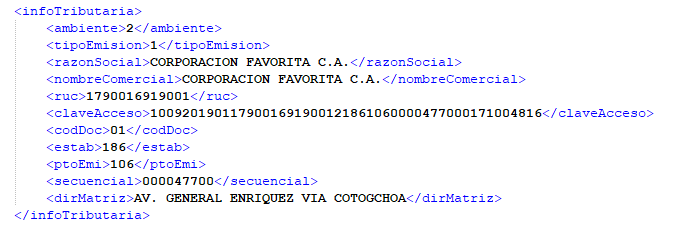 <infoTributaria>
<ambiente>2</ambiente>
<tipoEmision>1</tipoEmision>
<razonSocial>CORPORACION FAVORITA C.A.</razonSocial>
<nombreComercial>CORPORACION FAVORITA C.A.</nombreComercial>
<ruc>1790016919001</ruc>
<claveAcceso>1009201901179001691900121861060000477000171004816</claveAcceso>
<codDoc>01</codDoc>
<estab>186</estab>
<ptoEmi>106</ptoEmi>
<secuencial>000047700</secuencial>
<dirMatriz>AV. GENERAL ENRIQUEZ VIA COTOGCHOA</dirMatriz>
</infoTributaria>